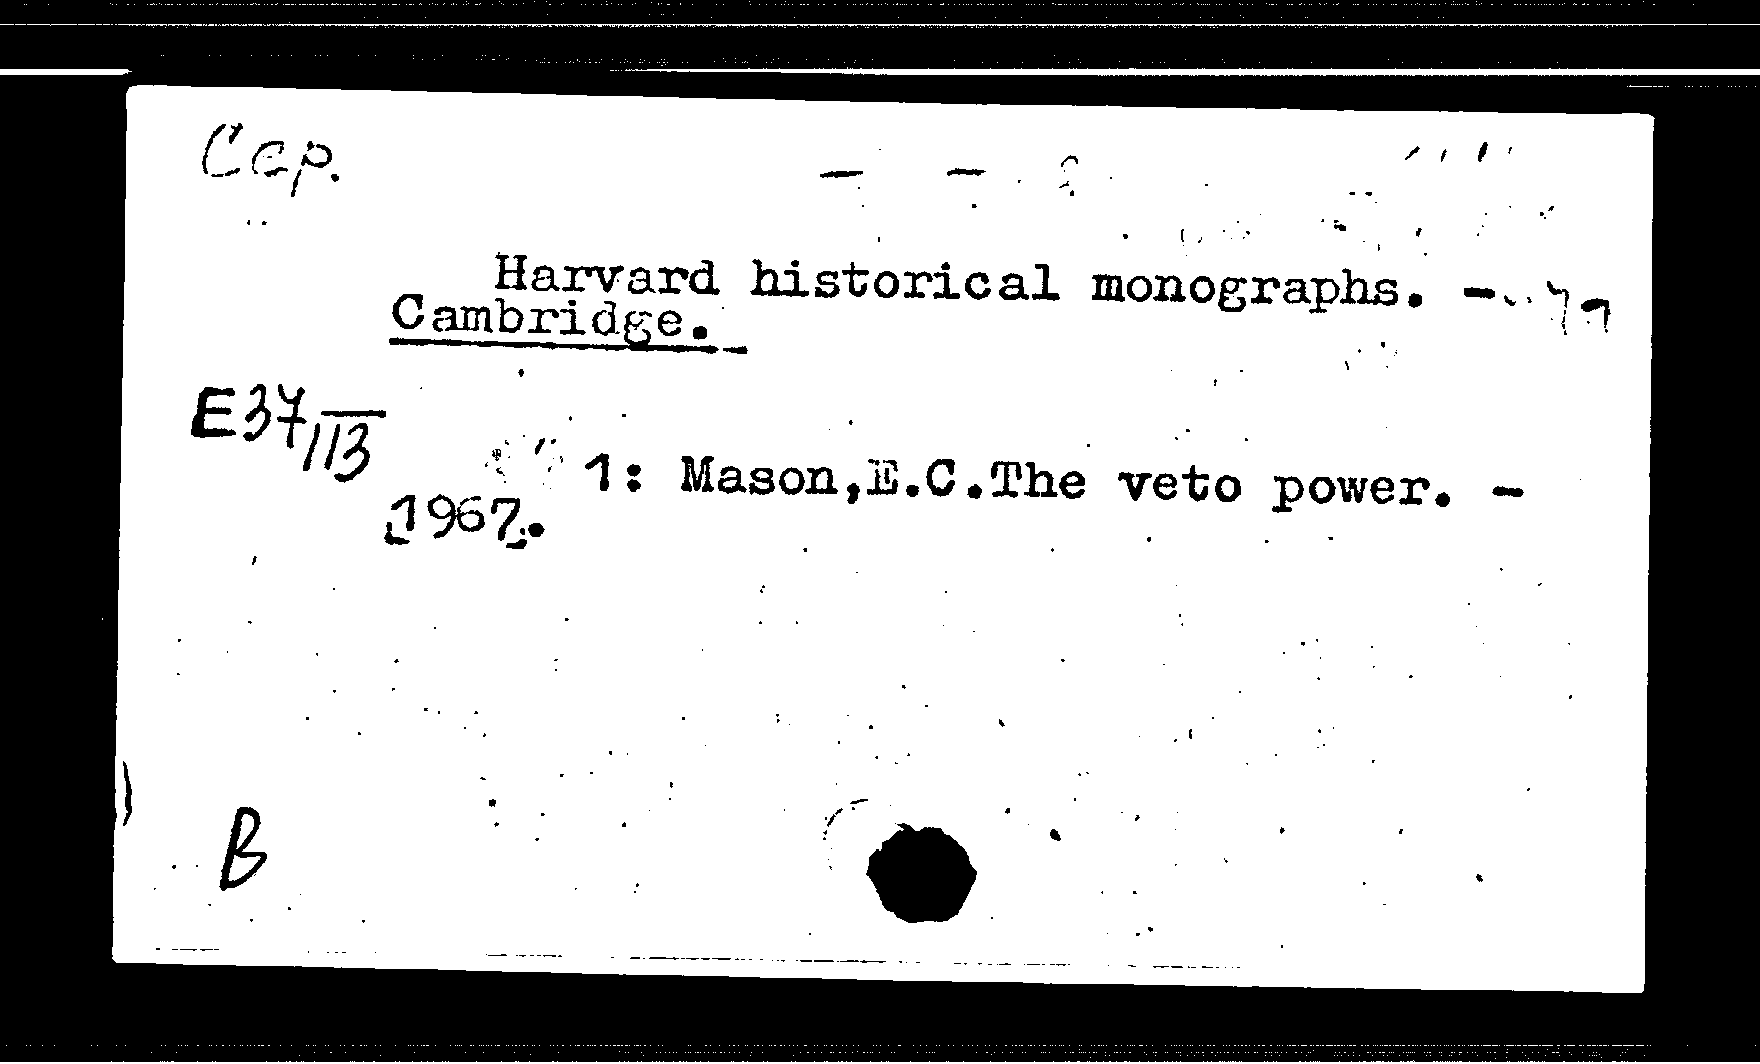 Сер.
Harvard historical monographs. -
Cambridge. -
E37/113
1: Mason,E.C.The veto power. -
[1967].
B